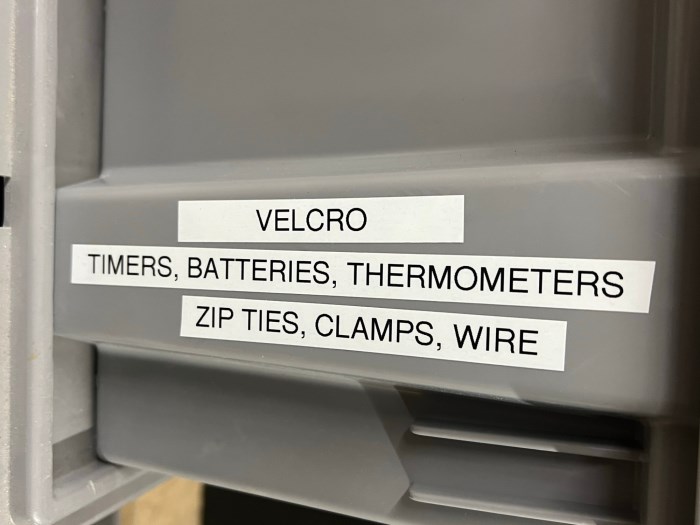 VELCRO
TIMERS, BATTERIES, THERMOMETERS
ZIP TIES, CLAMPS, WIRE